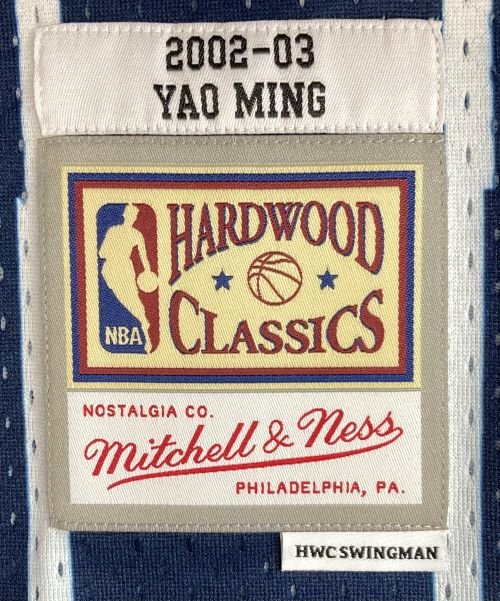 2002-03
YAO MING
HARDWOOD
NBA
CLASSICS
NOSTALGIA CO.
Mitchell & Ness
PHILADELPHIA, PA.
HWC SWINGMAN